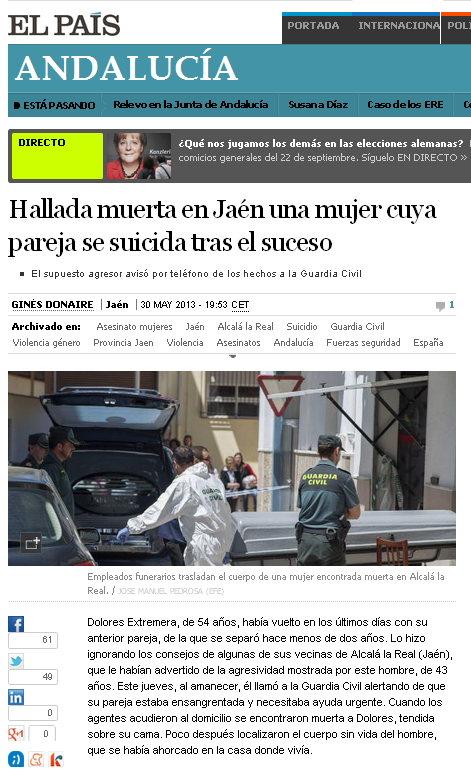 EL PAÍS
PORTADA
INTERNACIONA
POLI
ANDALUCÍA
ESTÁ PASANDO
Relevo en la Junta de Andalucía
Susana Díaz
Caso de los ERE
DIRECTO
¿Qué nos jugamos los demás en las elecciones alemanas?
comicios generales del 22 de septiembre. Síguelo EN DIRECTO »
Hallada muerta en Jaén una mujer cuya
pareja se suicida tras el suceso
El supuesto agresor avisó por teléfono de los hechos a la Guardia Civil
GINÉS DONAIRE | Jaén | 30 MAY 2013 - 19:53 CET
1
Archivado en: Asesinato mujeres Jaén Alcalá la Real Suicidio Guardia Civil
Violencia género Provincia Jaen Violencia Asesinatos Andalucía Fuerzas seguridad España
GUARDIA
CIVIL
GUARDIA
CIVIL
Empleados funerarios trasladan el cuerpo de una mujer encontrada muerta en Alcalá la
Real. / JOSE MANUEL PEDROSA (EFE)
61
49
0
0
Dolores Extremera, de 54 años, había vuelto en los últimos días con su
anterior pareja, de la que se separó hace menos de dos años. Lo hizo
ignorando los consejos de algunas de sus vecinas de Alcalá la Real (Jaén),
que le habían advertido de la agresividad mostrada por este hombre, de 43
años. Este jueves, al amanecer, él llamó a la Guardia Civil alertando de que
su pareja estaba ensangrentada y necesitaba ayuda urgente. Cuando los
agentes acudieron al domicilio se encontraron muerta a Dolores, tendida
sobre su cama. Poco después localizaron el cuerpo sin vida del hombre,
que se había ahorcado en la casa donde vivía.